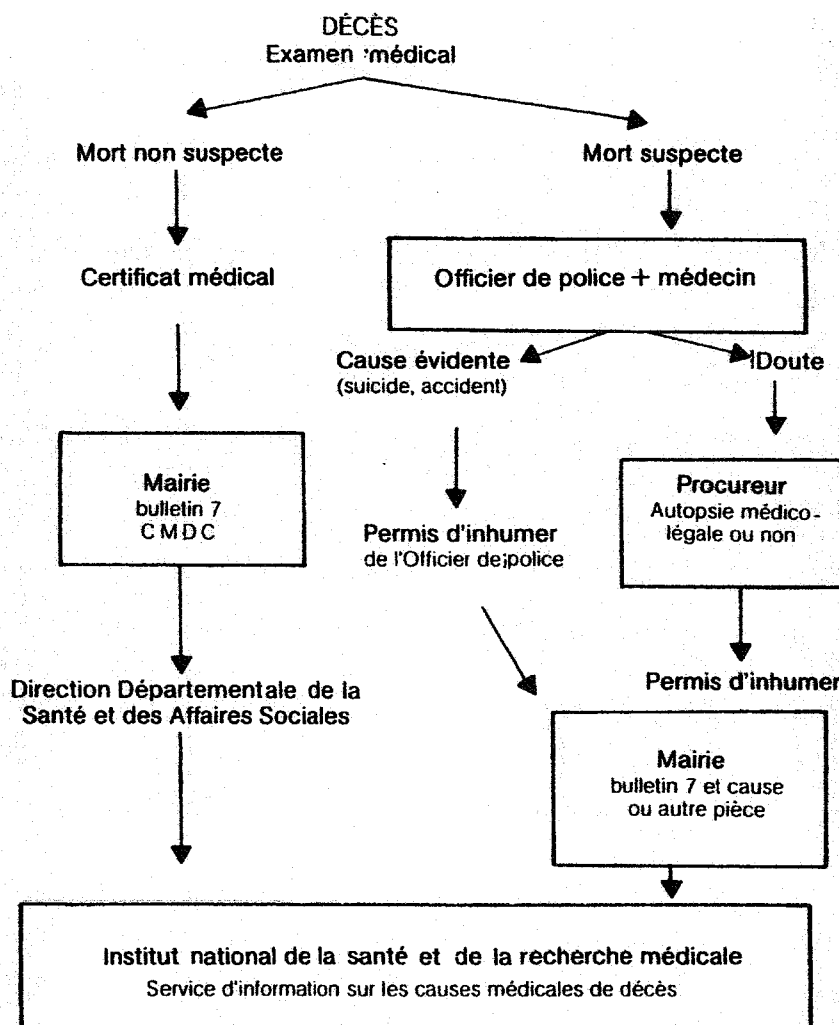 DÉCÈS
Examen médical
Mort non suspecte
Mort suspecte
Certificat médical
Officier de police + médecin
Cause évidente
(suicide, accident)
Doute
Mairie
bulletin 7
CMDC
Permis d'inhumer
de l'Officier de police
Procureur
Autopsie médico-
légale ou non
Direction Départementale de la
Santé et des Affaires Sociales
Permis d'inhumer
Mairie
bulletin 7 et cause
ou autre pièce
Institut national de la santé et de la recherche médicale
Service d'information sur les causes médicales de décès